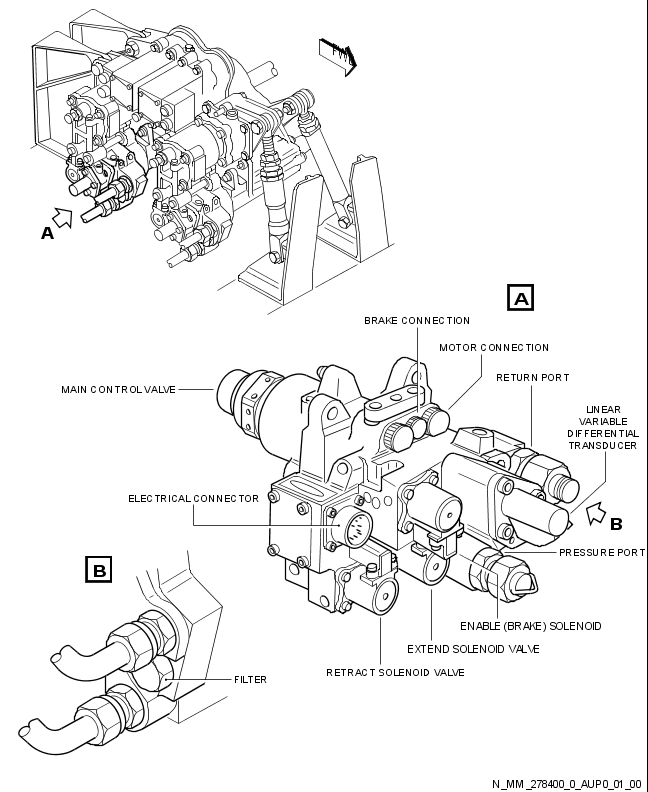 FWD
A
A
BRAKE CONNECTION
MOTOR CONNECTION
RETURN PORT
MAIN CONTROL VALVE
LINEAR
VARIABLE
DIFFERENTIAL
TRANSDUCER
ELECTRICAL CONNECTOR
B
PRESSURE PORT
B
ENABLE (BRAKE) SOLENOID
EXTEND SOLENOID VALVE
RETRACT SOLENOID VALVE
FILTER
N_MM_278400_0_AUP0_01_00